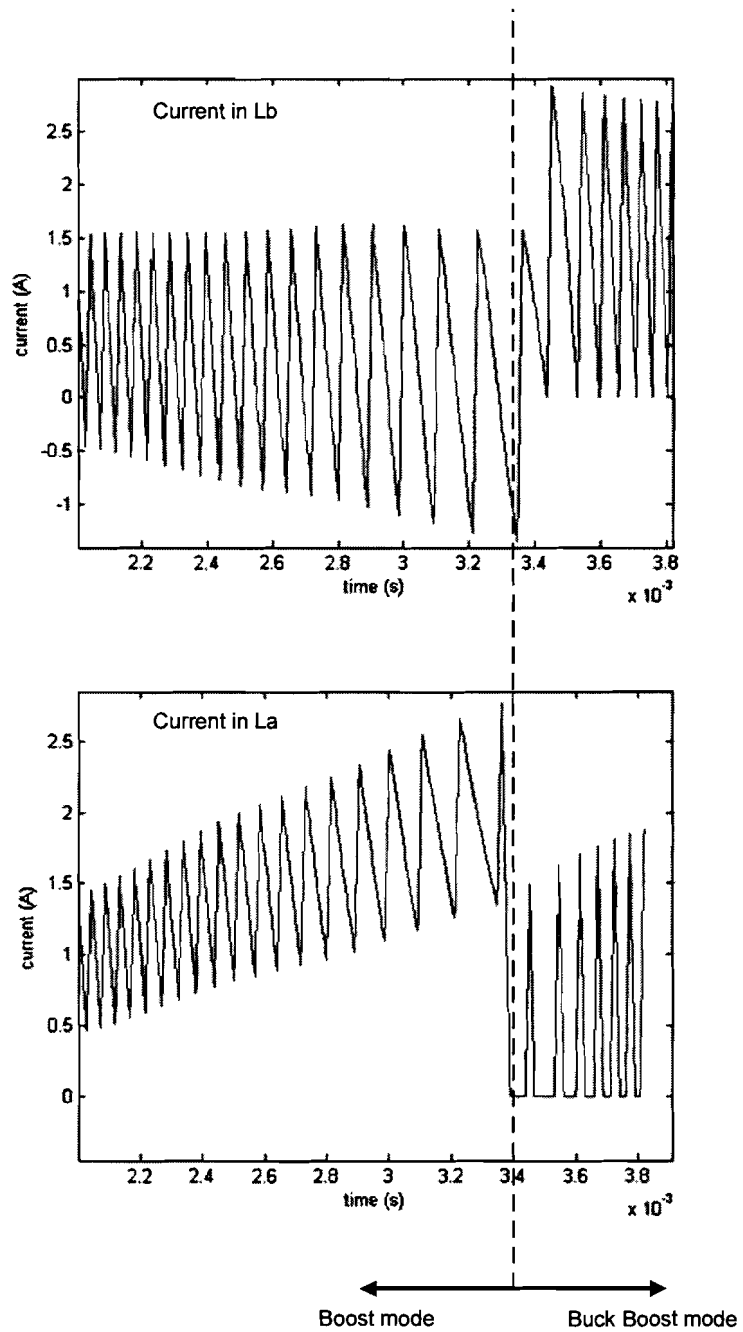 Current in Lb
2.5
2
1.5
1
0.5
0
-0.5
-1
current (A)
2.2 2.4 2.6 2.8 3 3.2 3.4 3.6 3.8
time (s)
x 10⁻³
Current in La
2.5
2
1.5
1
0.5
0
current (A)
2.2 2.4 2.6 2.8 3 3.2 3.4 3.6 3.8
time (s)
x 10⁻³
Boost mode Buck Boost mode